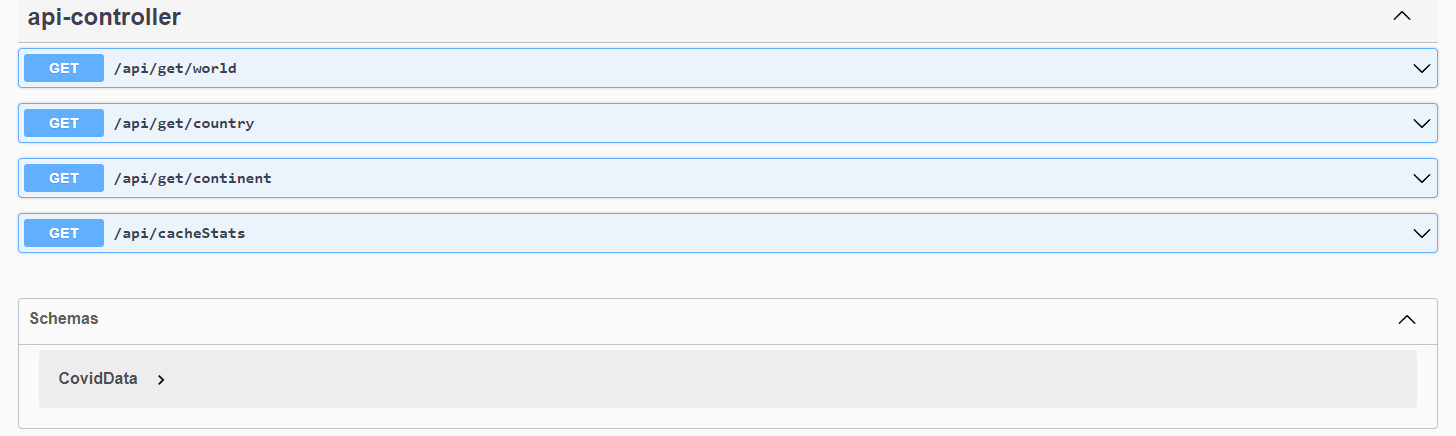 api-controller
GET /api/get/world
GET /api/get/country
GET /api/get/continent
GET /api/cacheStats
Schemas
CovidData